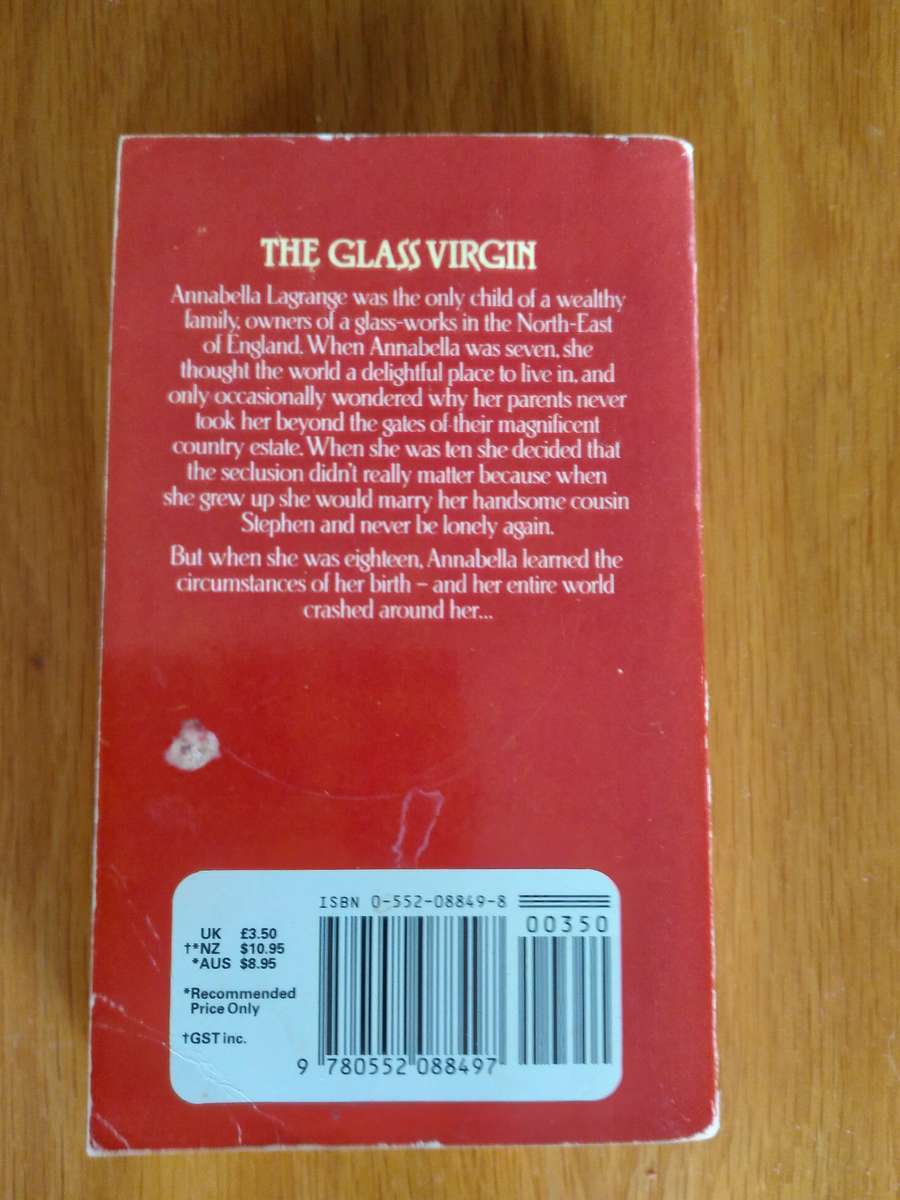 THE GLASS VIRGIN
Annabella Lagrange was the only child of a wealthy
family, owners of a glass-works in the North-East
of England. When Annabella was seven, she
thought the world a delightful place to live in, and
only occasionally wondered why her parents never
took her beyond the gates of their magnificent
country estate. When she was ten she decided that
the seclusion didn't really matter because when
she grew up she would marry her handsome cousin
Stephen and never be lonely again.
But when she was eighteen, Annabella learned the
circumstances of her birth – and her entire world
crashed around her...
UK £3.50
†*NZ $10.95
*AUS $8.95
*Recommended
Price Only
†GST inc.
ISBN 0-552-08849-8
00350
9 780552 088497